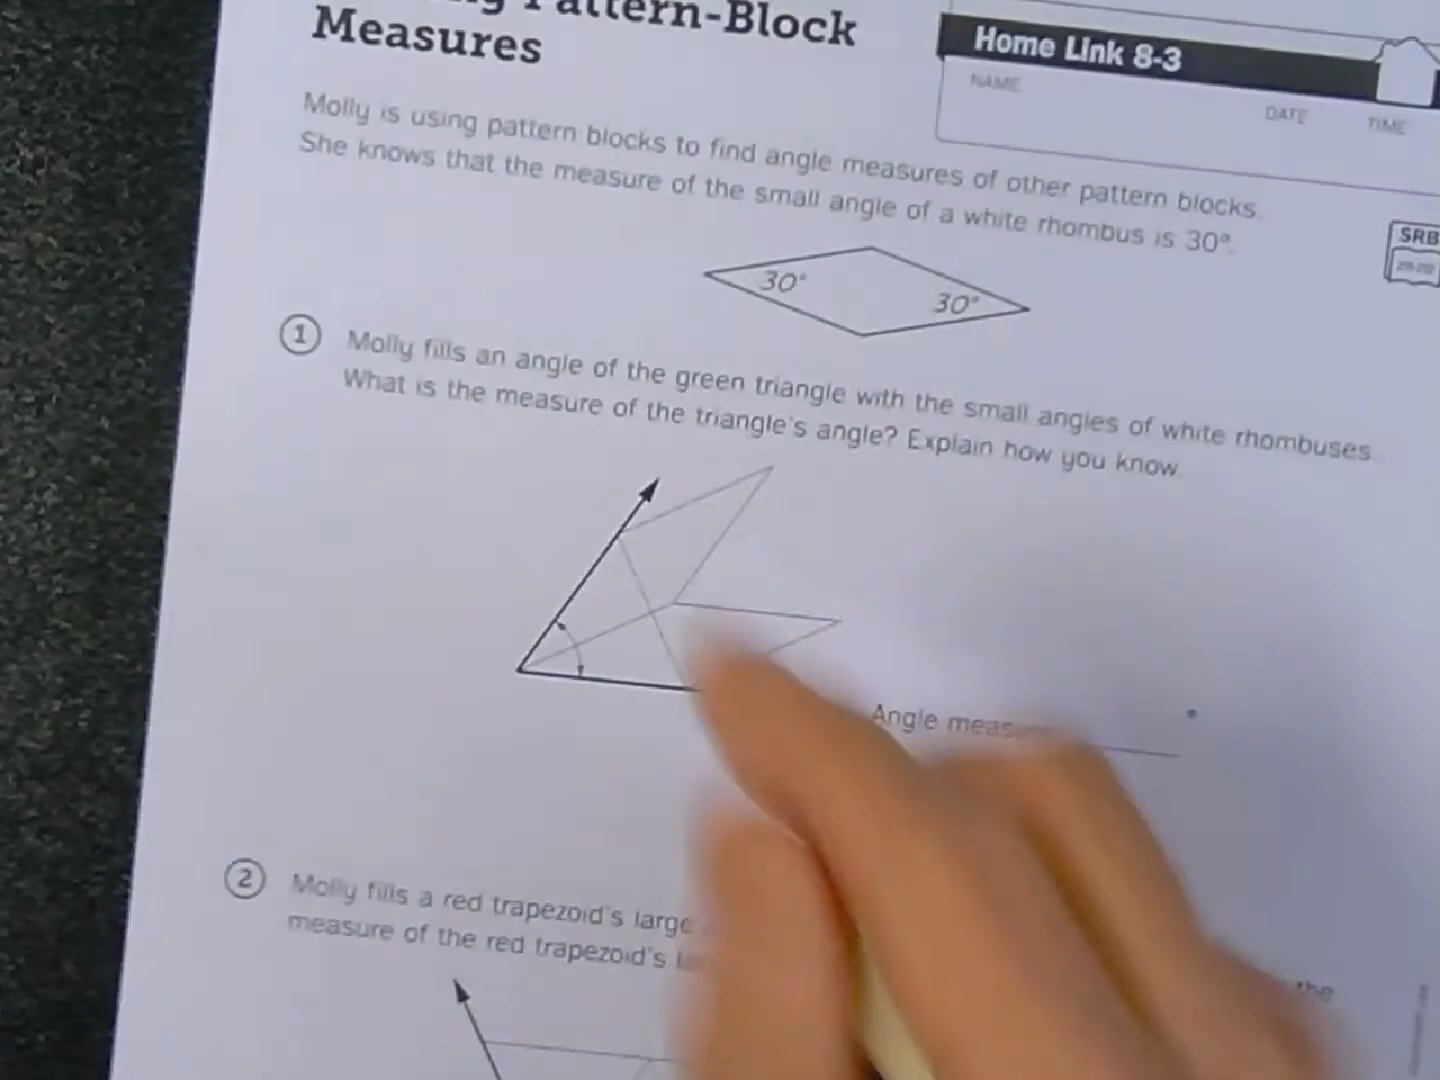 Pattern-Block
Measures
Home Link 8-3
NAME
DATE
TIME
Molly is using pattern blocks to find angle measures of other pattern blocks.
She knows that the measure of the small angle of a white rhombus is 30°.
SRB
30°
30°
1 Molly fills an angle of the green triangle with the small angles of white rhombuses.
What is the measure of the triangle's angle? Explain how you know.
Angle °
2 Molly fills a red trapezoid's large
measure of the red trapezoid's
the